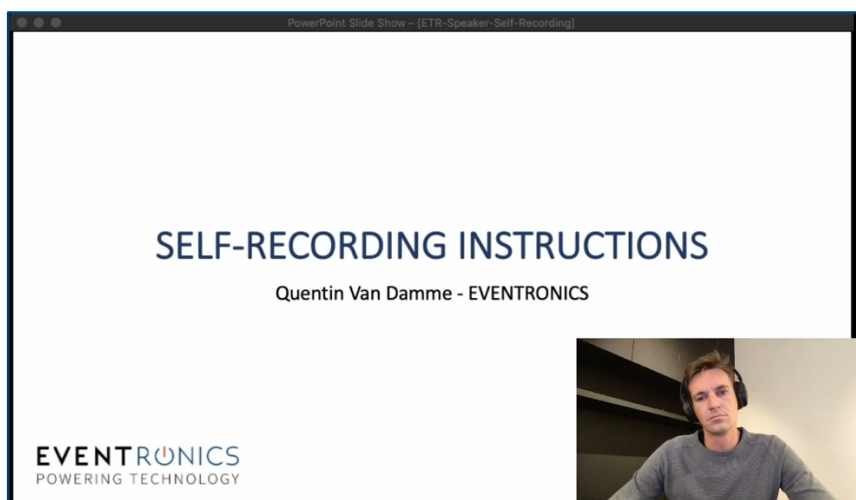 PowerPoint Slide Show – [ETR-Speaker-Self-Recording]
SELF-RECORDING INSTRUCTIONS
Quentin Van Damme - EVENTRONICS
EVENTRONICS
POWERING TECHNOLOGY